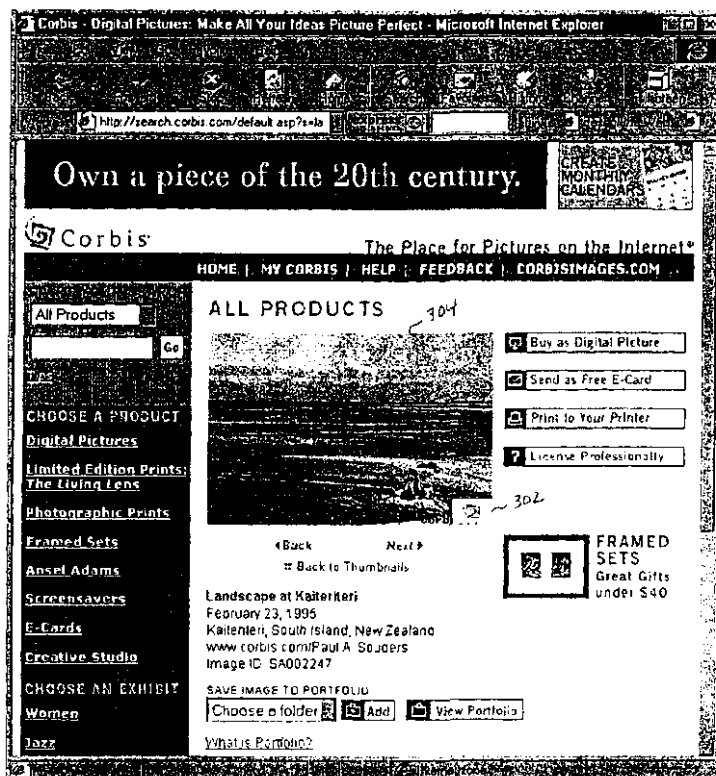 Corbis - Digital Pictures: Make All Your Ideas Picture Perfect - Microsoft Internet Explorer
http://search.corbis.com/default.asp?s=la
Own a piece of the 20th century.
CREATE
MONTHLY
CALENDARS
Corbis
The Place for Pictures on the Internet
HOME | MY CORBIS | HELP | FEEDBACK | CORBISIMAGES.COM
All Products
Go
ALL PRODUCTS
304
Buy as Digital Picture
Send as Free E-Card
Print to Your Printer
? License Professionally
CHOOSE A PRODUCT
Digital Pictures
Limited Edition Prints:
The Living Lens
Photographic Prints
Framed Sets
Ansel Adams
Screensavers
E-Cards
Creative Studio
302
Back Next
Back to Thumbnails
FRAMED
SETS
Great Gifts
under $40
Landscape at Kaiteriteri
February 23, 1995
Kaiteriteri, South Island, New Zealand
www.corbis.com/Paul A. Souders
Image ID: SA002247
SAVE IMAGE TO PORTFOLIO
Choose a folder Add View Portfolio
What is Portfolio?
CHOOSE AN EXHIBIT
Women
Jazz